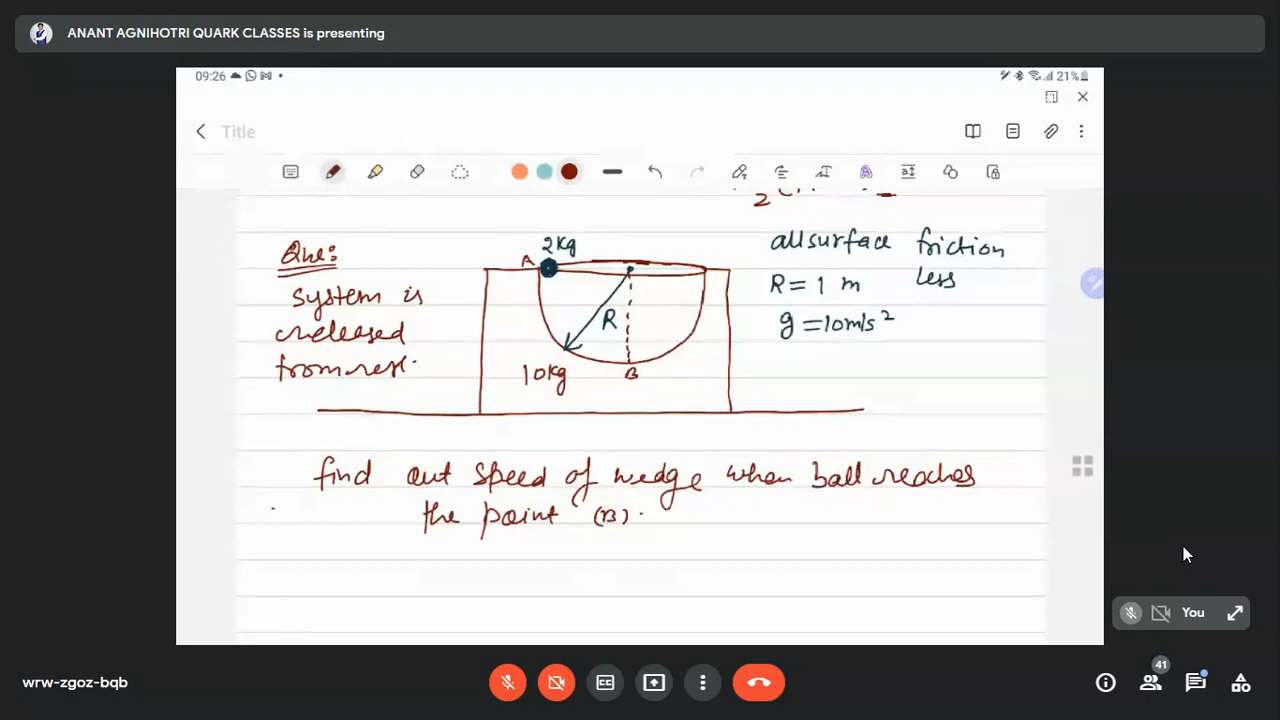 ANANT AGNIHOTRI QUARK CLASSES is presenting
09:26
21%
Title
Que:
system is
released
from rest.
2kg
A
R
10kg
B
all surface friction
less
R = 1 m
g = 10 m/s²
find out speed of wedge when ball reaches
the point (B).
You
wrw-zgoz-bqb
41